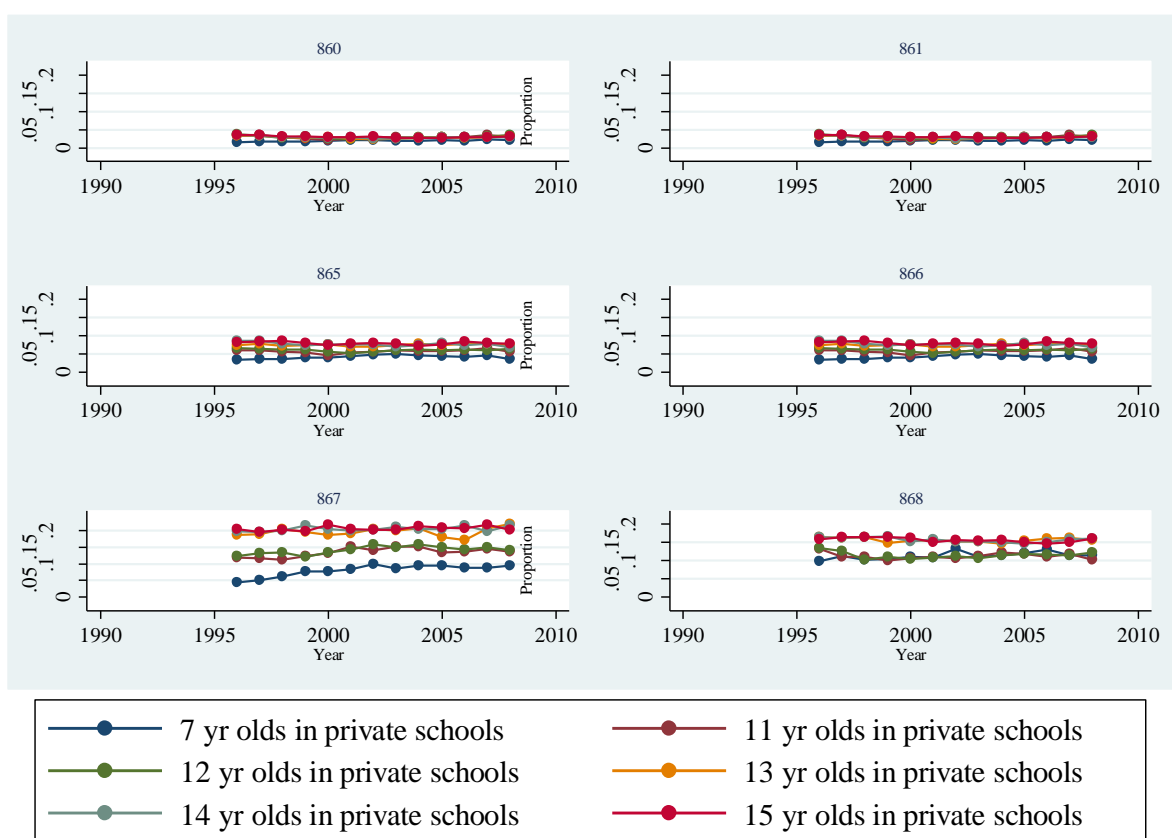 860
861
0 .05 .1 .15 .2
Proportion
0 .05 .1 .15 .2
1990 1995 2000 2005 2010
1990 1995 2000 2005 2010
Year
Year
865
866
0 .05 .1 .15 .2
Proportion
0 .05 .1 .15 .2
1990 1995 2000 2005 2010
1990 1995 2000 2005 2010
Year
Year
867
868
0 .05 .1 .15 .2
Proportion
0 .05 .1 .15 .2
1990 1995 2000 2005 2010
1990 1995 2000 2005 2010
Year
Year
7 yr olds in private schools
11 yr olds in private schools
12 yr olds in private schools
13 yr olds in private schools
14 yr olds in private schools
15 yr olds in private schools